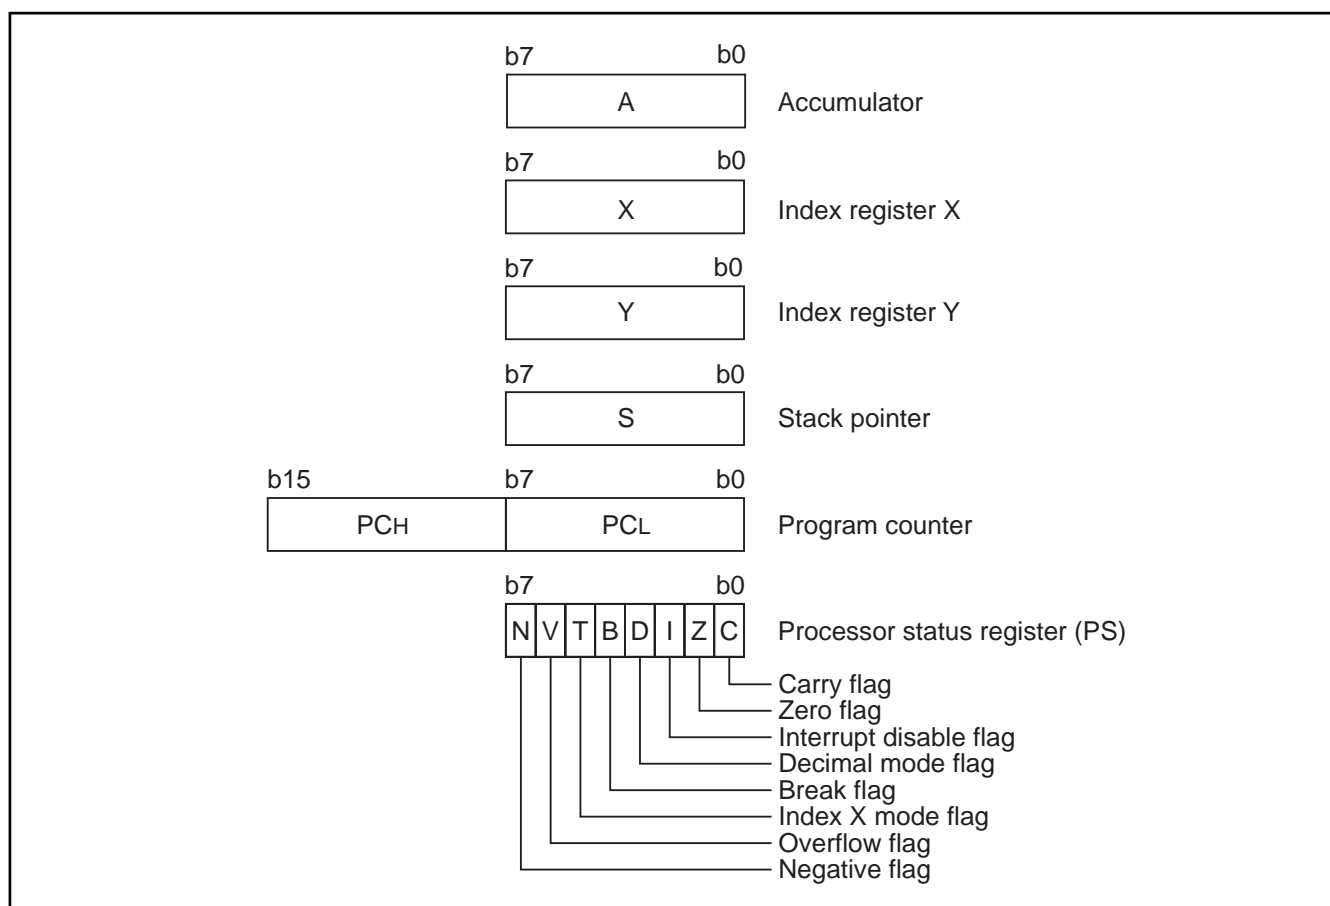 b7 b0
A Accumulator
b7 b0
X Index register X
b7 b0
Y Index register Y
b7 b0
S Stack pointer
b15 b7 b0
PCH PCL Program counter
b7 b0
N V T B D I Z C Processor status register (PS)
Carry flag
Zero flag
Interrupt disable flag
Decimal mode flag
Break flag
Index X mode flag
Overflow flag
Negative flag